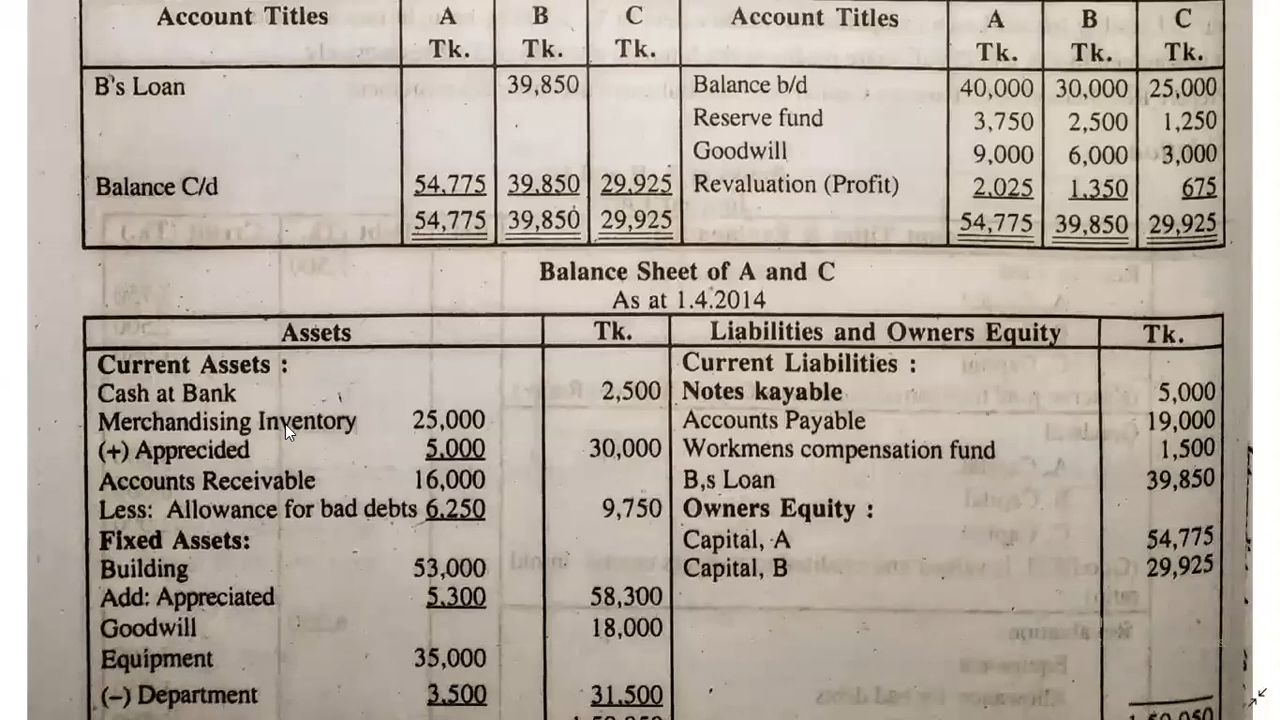 Account Titles A B C Account Titles A B C
Tk. Tk. Tk. Tk. Tk. Tk.
B's Loan 39,850 Balance b/d 40,000 30,000 25,000
Reserve fund 3,750 2,500 1,250
Goodwill 9,000 6,000 3,000
Balance C/d 54,775 39,850 29,925 Revaluation (Profit) 2,025 1,350 675
54,775 39,850 29,925 54,775 39,850 29,925
Balance Sheet of A and C
As at 1.4.2014
Assets Tk. Liabilities and Owners Equity Tk.
Current Assets : Current Liabilities :
Cash at Bank 2,500 Notes kayable 5,000
Merchandising Inventory 25,000 Accounts Payable 19,000
(+) Apprecided 5,000 30,000 Workmens compensation fund 1,500
Accounts Receivable 16,000 B,s Loan 39,850
Less: Allowance for bad debts 6,250 9,750 Owners Equity :
Fixed Assets: Capital, A 54,775
Building 53,000 Capital, B 29,925
Add: Appreciated 5,300 58,300
Goodwill 18,000
Equipment 35,000
(–) Department 3,500 31,500